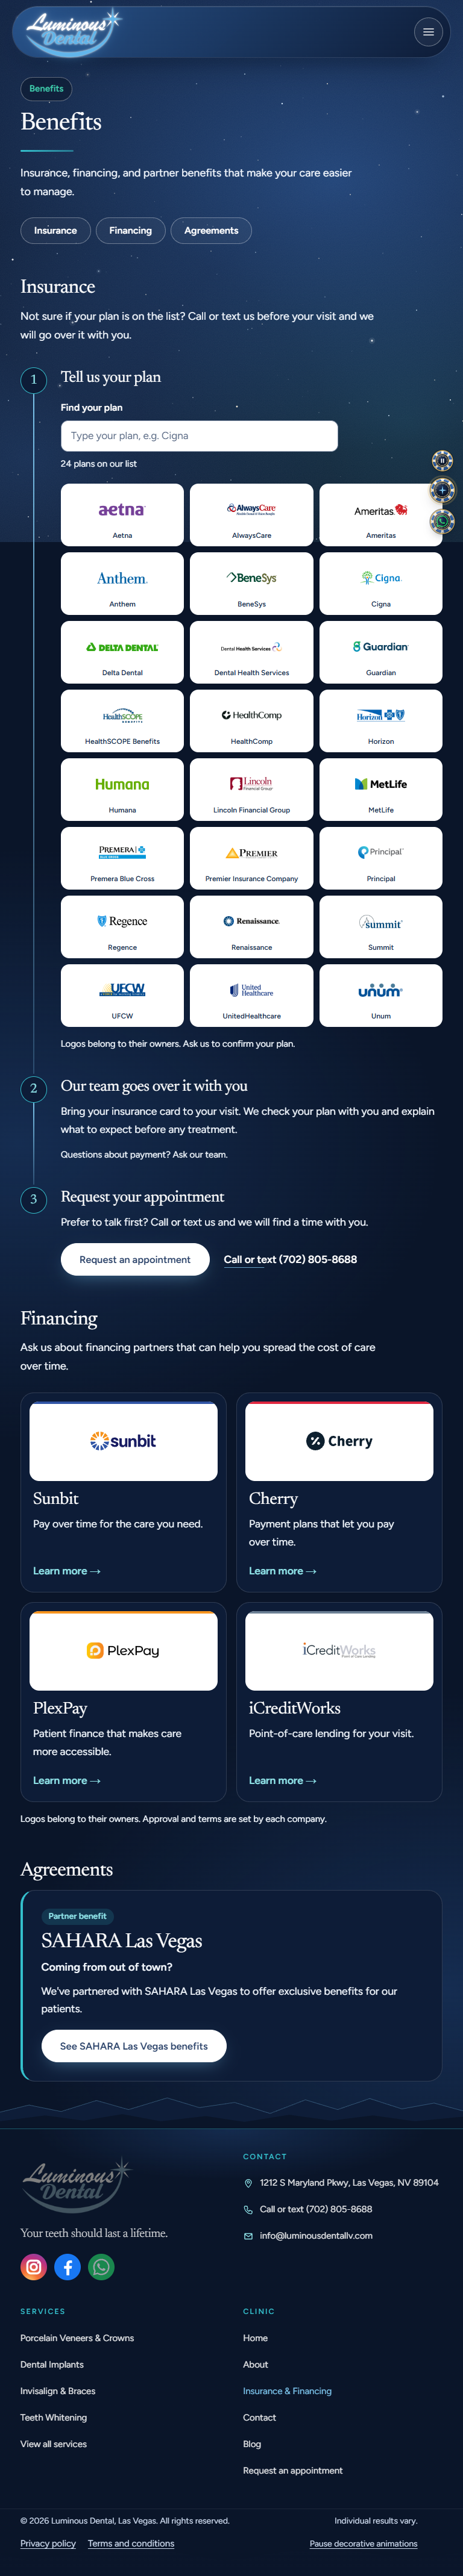 Luminous
Dental
Benefits
Benefits
Insurance, financing, and partner benefits that make your care easier
to manage.
Insurance
Financing
Agreements
Insurance
Not sure if your plan is on the list? Call or text us before your visit and we
will go over it with you.
1
Tell us your plan
Find your plan
Type your plan, e.g. Cigna
24 plans on our list
aetna
AlwaysCare
Ameritas
Aetna
AlwaysCare
Ameritas
Anthem
BeneSys
Cigna
Anthem
BeneSys
Cigna
DELTA DENTAL
Dental Health Services
Guardian
Delta Dental
Dental Health Services
Guardian
HealthSCOPE
BENEFITS
HealthComp
Horizon
HealthSCOPE Benefits
HealthComp
Horizon
Humana
Lincoln
Financial Group
MetLife
Humana
Lincoln Financial Group
MetLife
PREMERA
BLUE CROSS
PREMIER
Principal
Premera Blue Cross
Premier Insurance Company
Principal
Regence
Renaissance
summit
Regence
Renaissance
Summit
UFCW
United
Healthcare
unum
UFCW
UnitedHealthcare
Unum
Logos belong to their owners. Ask us to confirm your plan.
2
Our team goes over it with you
Bring your insurance card to your visit. We check your plan with you and explain
what to expect before any treatment.
Questions about payment? Ask our team.
3
Request your appointment
Prefer to talk first? Call or text us and we will find a time with you.
Request an appointment
Call or text (702) 805-8688
Financing
Ask us about financing partners that can help you spread the cost of care
over time.
sunbit
Cherry
Sunbit
Cherry
Pay over time for the care you need.
Payment plans that let you pay
over time.
Learn more →
Learn more →
PlexPay
iCreditWorks
Point of Care Lending
PlexPay
iCreditWorks
Patient finance that makes care
more accessible.
Point-of-care lending for your visit.
Learn more →
Learn more →
Logos belong to their owners. Approval and terms are set by each company.
Agreements
Partner benefit
SAHARA Las Vegas
Coming from out of town?
We've partnered with SAHARA Las Vegas to offer exclusive benefits for our
patients.
See SAHARA Las Vegas benefits
Luminous
Dental
Your teeth should last a lifetime.
CONTACT
1212 S Maryland Pkwy, Las Vegas, NV 89104
Call or text (702) 805-8688
info@luminousdentallv.com
SERVICES
Porcelain Veneers & Crowns
Dental Implants
Invisalign & Braces
Teeth Whitening
View all services
CLINIC
Home
About
Insurance & Financing
Contact
Blog
Request an appointment
© 2026 Luminous Dental, Las Vegas. All rights reserved.
Individual results vary.
Privacy policy
Terms and conditions
Pause decorative animations